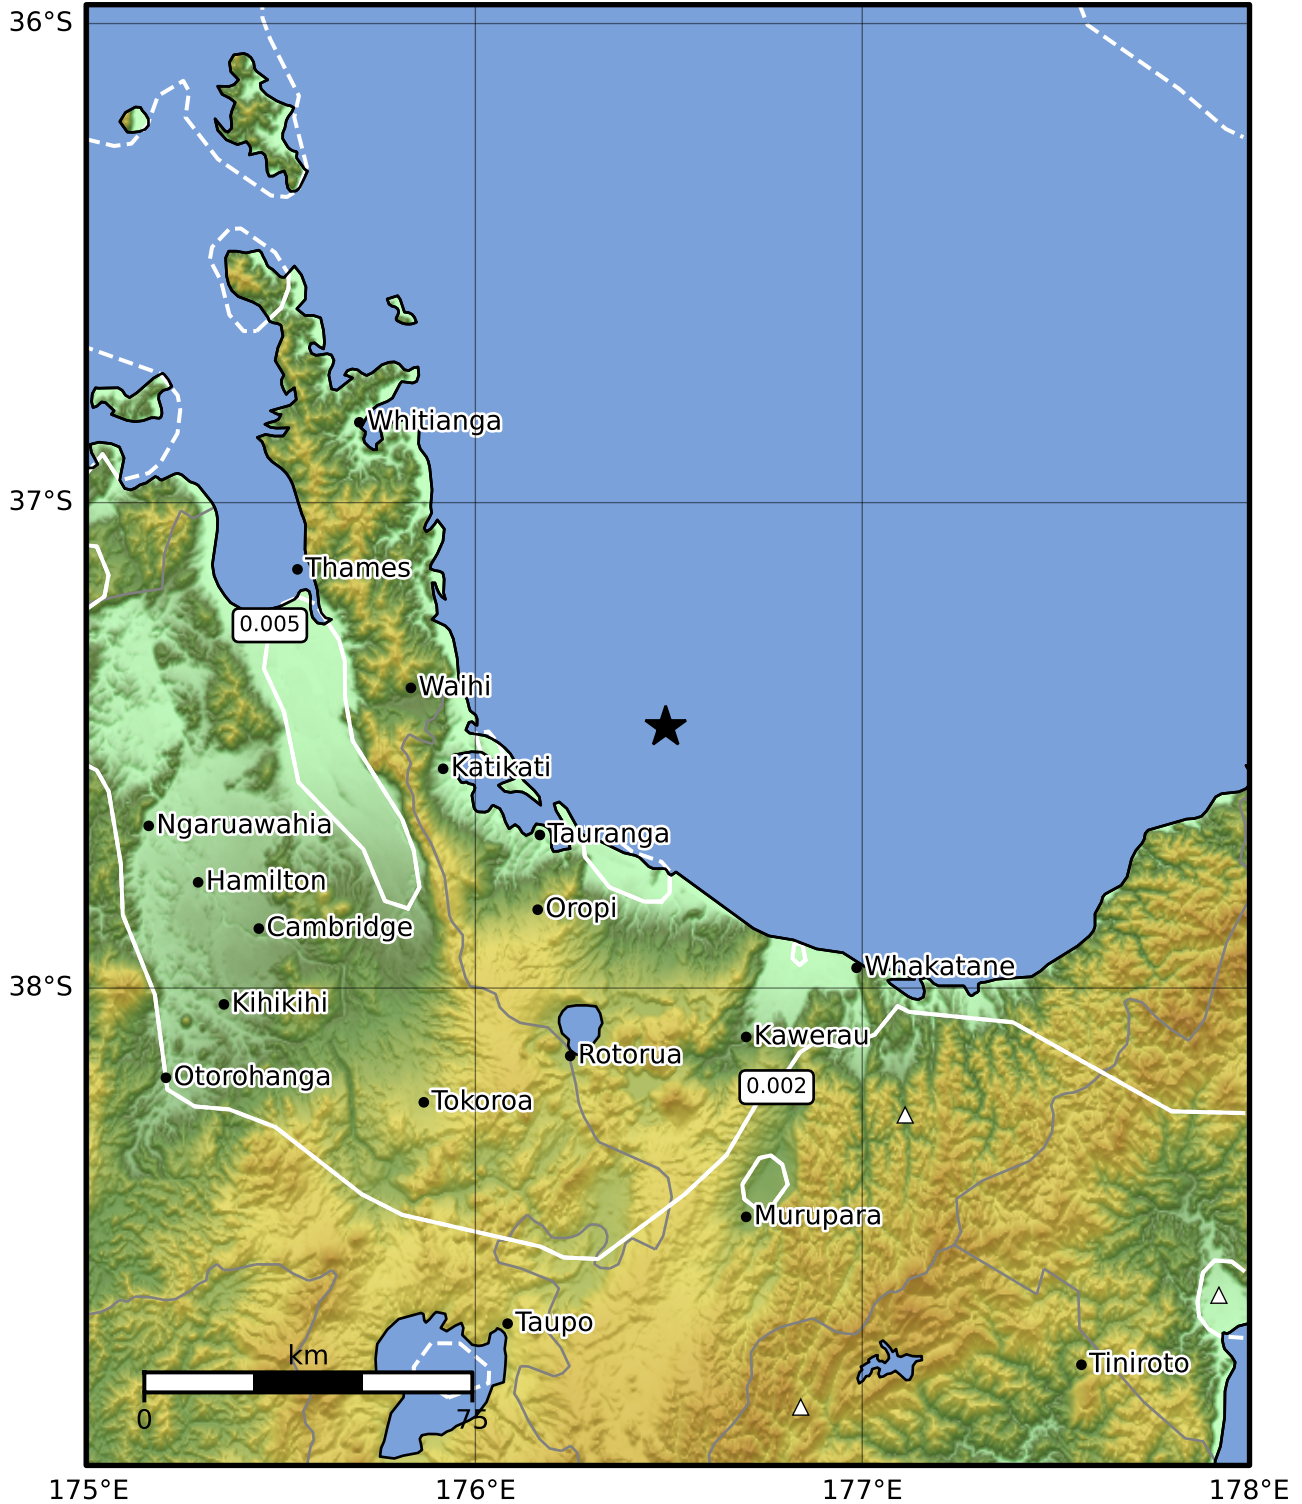 36°S
Whitianga
37°S
Thames
0.005
Waihi
Katikati
Ngaruawahia
Tauranga
Hamilton
Oropi
Cambridge
Whakatane
38°S
Kihikihi
Kawerau
Rotorua
Otorohanga
0.002
Tokoroa
Murupara
Taupo
km
Tiniroto
0
75
175°E
176°E
177°E
178°E